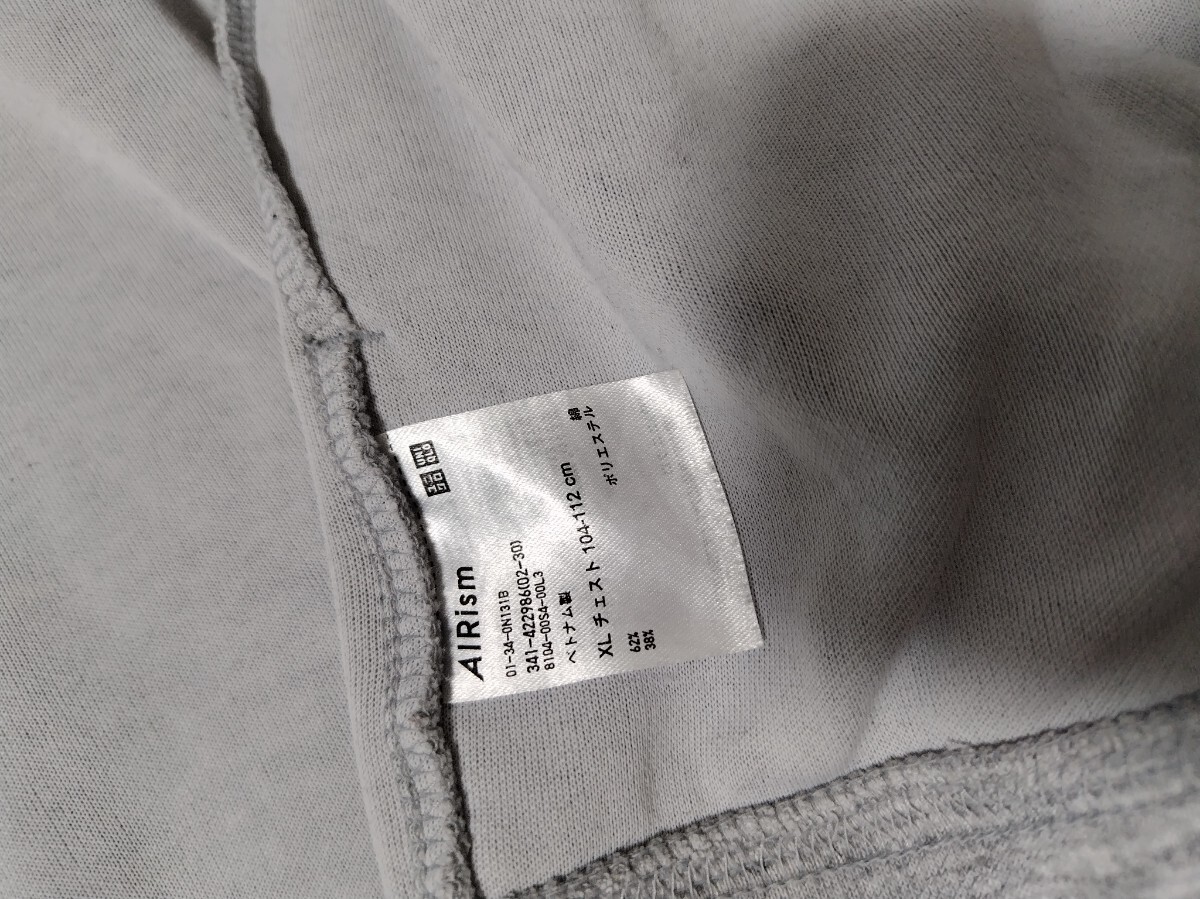 ユニ
クロ
UNI
QLO
AIRism
01-34-0N131B
341-422986(02-30)
8104-00S4-00L3
ベトナム製
XL チェスト 104-112 cm
62% 綿
38% ポリエステル